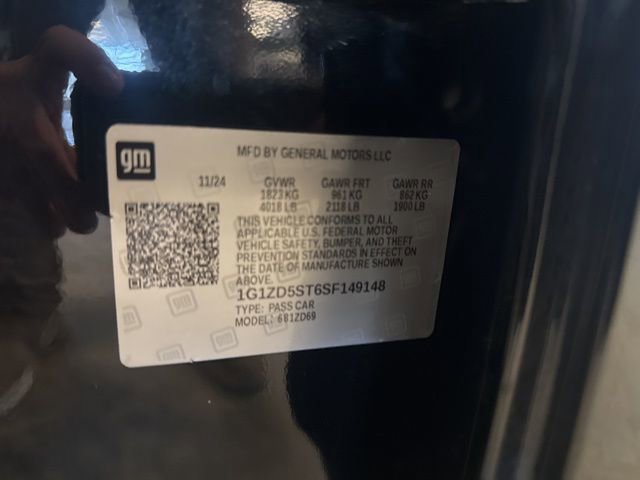 gm
MFD BY GENERAL MOTORS LLC
11/24 GVWR GAWR FRT GAWR RR
1823 KG 961 KG 862 KG
4018 LB 2118 LB 1900 LB
THIS VEHICLE CONFORMS TO ALL
APPLICABLE U.S. FEDERAL MOTOR
VEHICLE SAFETY, BUMPER, AND THEFT
PREVENTION STANDARDS IN EFFECT ON
THE DATE OF MANUFACTURE SHOWN
ABOVE.
1G1ZD5ST6SF149148
TYPE: PASS CAR
MODEL: 681ZD69